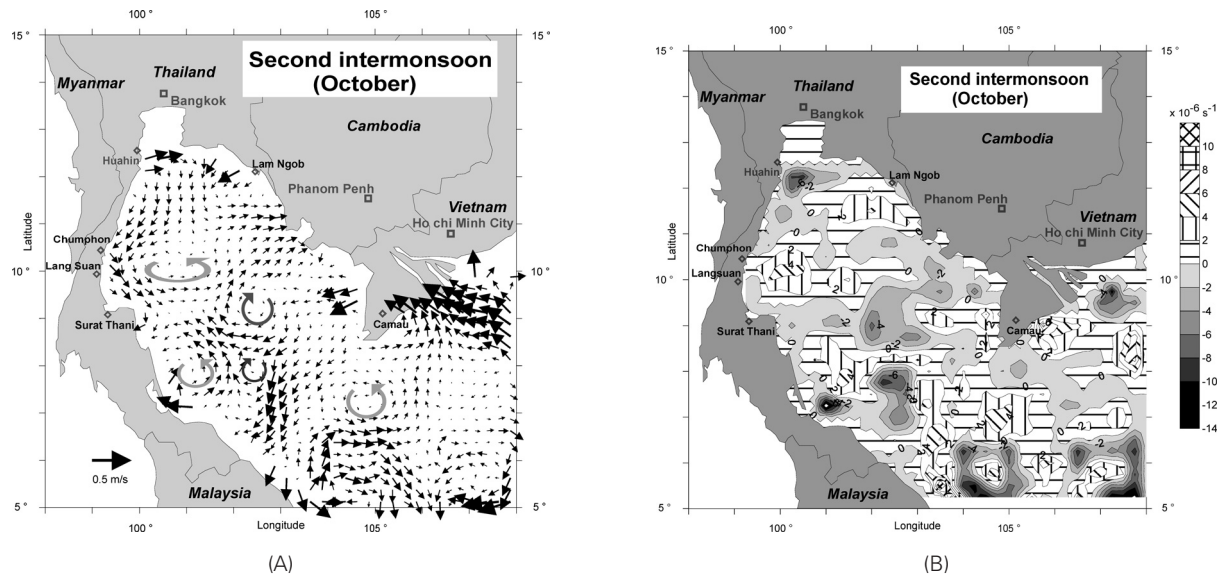 15 °
100 °
105 °
15 °
Second intermonsoon
(October)
Myanmar
Thailand
Bangkok
Cambodia
Huahin
Lam Ngob
Phanom Penh
Vietnam
Ho chi Minh City
Latitude
Chumphon
10 °
Lang Suan
10 °
Surat Thani
Camau
0.5 m/s
Malaysia
5 °
5 °
100 °
Longitude
105 °
(A)
15 °
100 °
105 °
15 °
Second intermonsoon
(October)
Myanmar
Thailand
Bangkok
Cambodia
Huahin
Lam Ngob
Phanom Penh
Vietnam
Ho chi Minh City
Latitude
Chumphon
10 °
Langsuan
10 °
Surat Thani
Camau
Malaysia
5 °
5 °
100 °
Longitude
105 °
x 10-6 s-1
10
8
6
4
2
0
-2
-4
-6
-8
-10
-12
-14
(B)